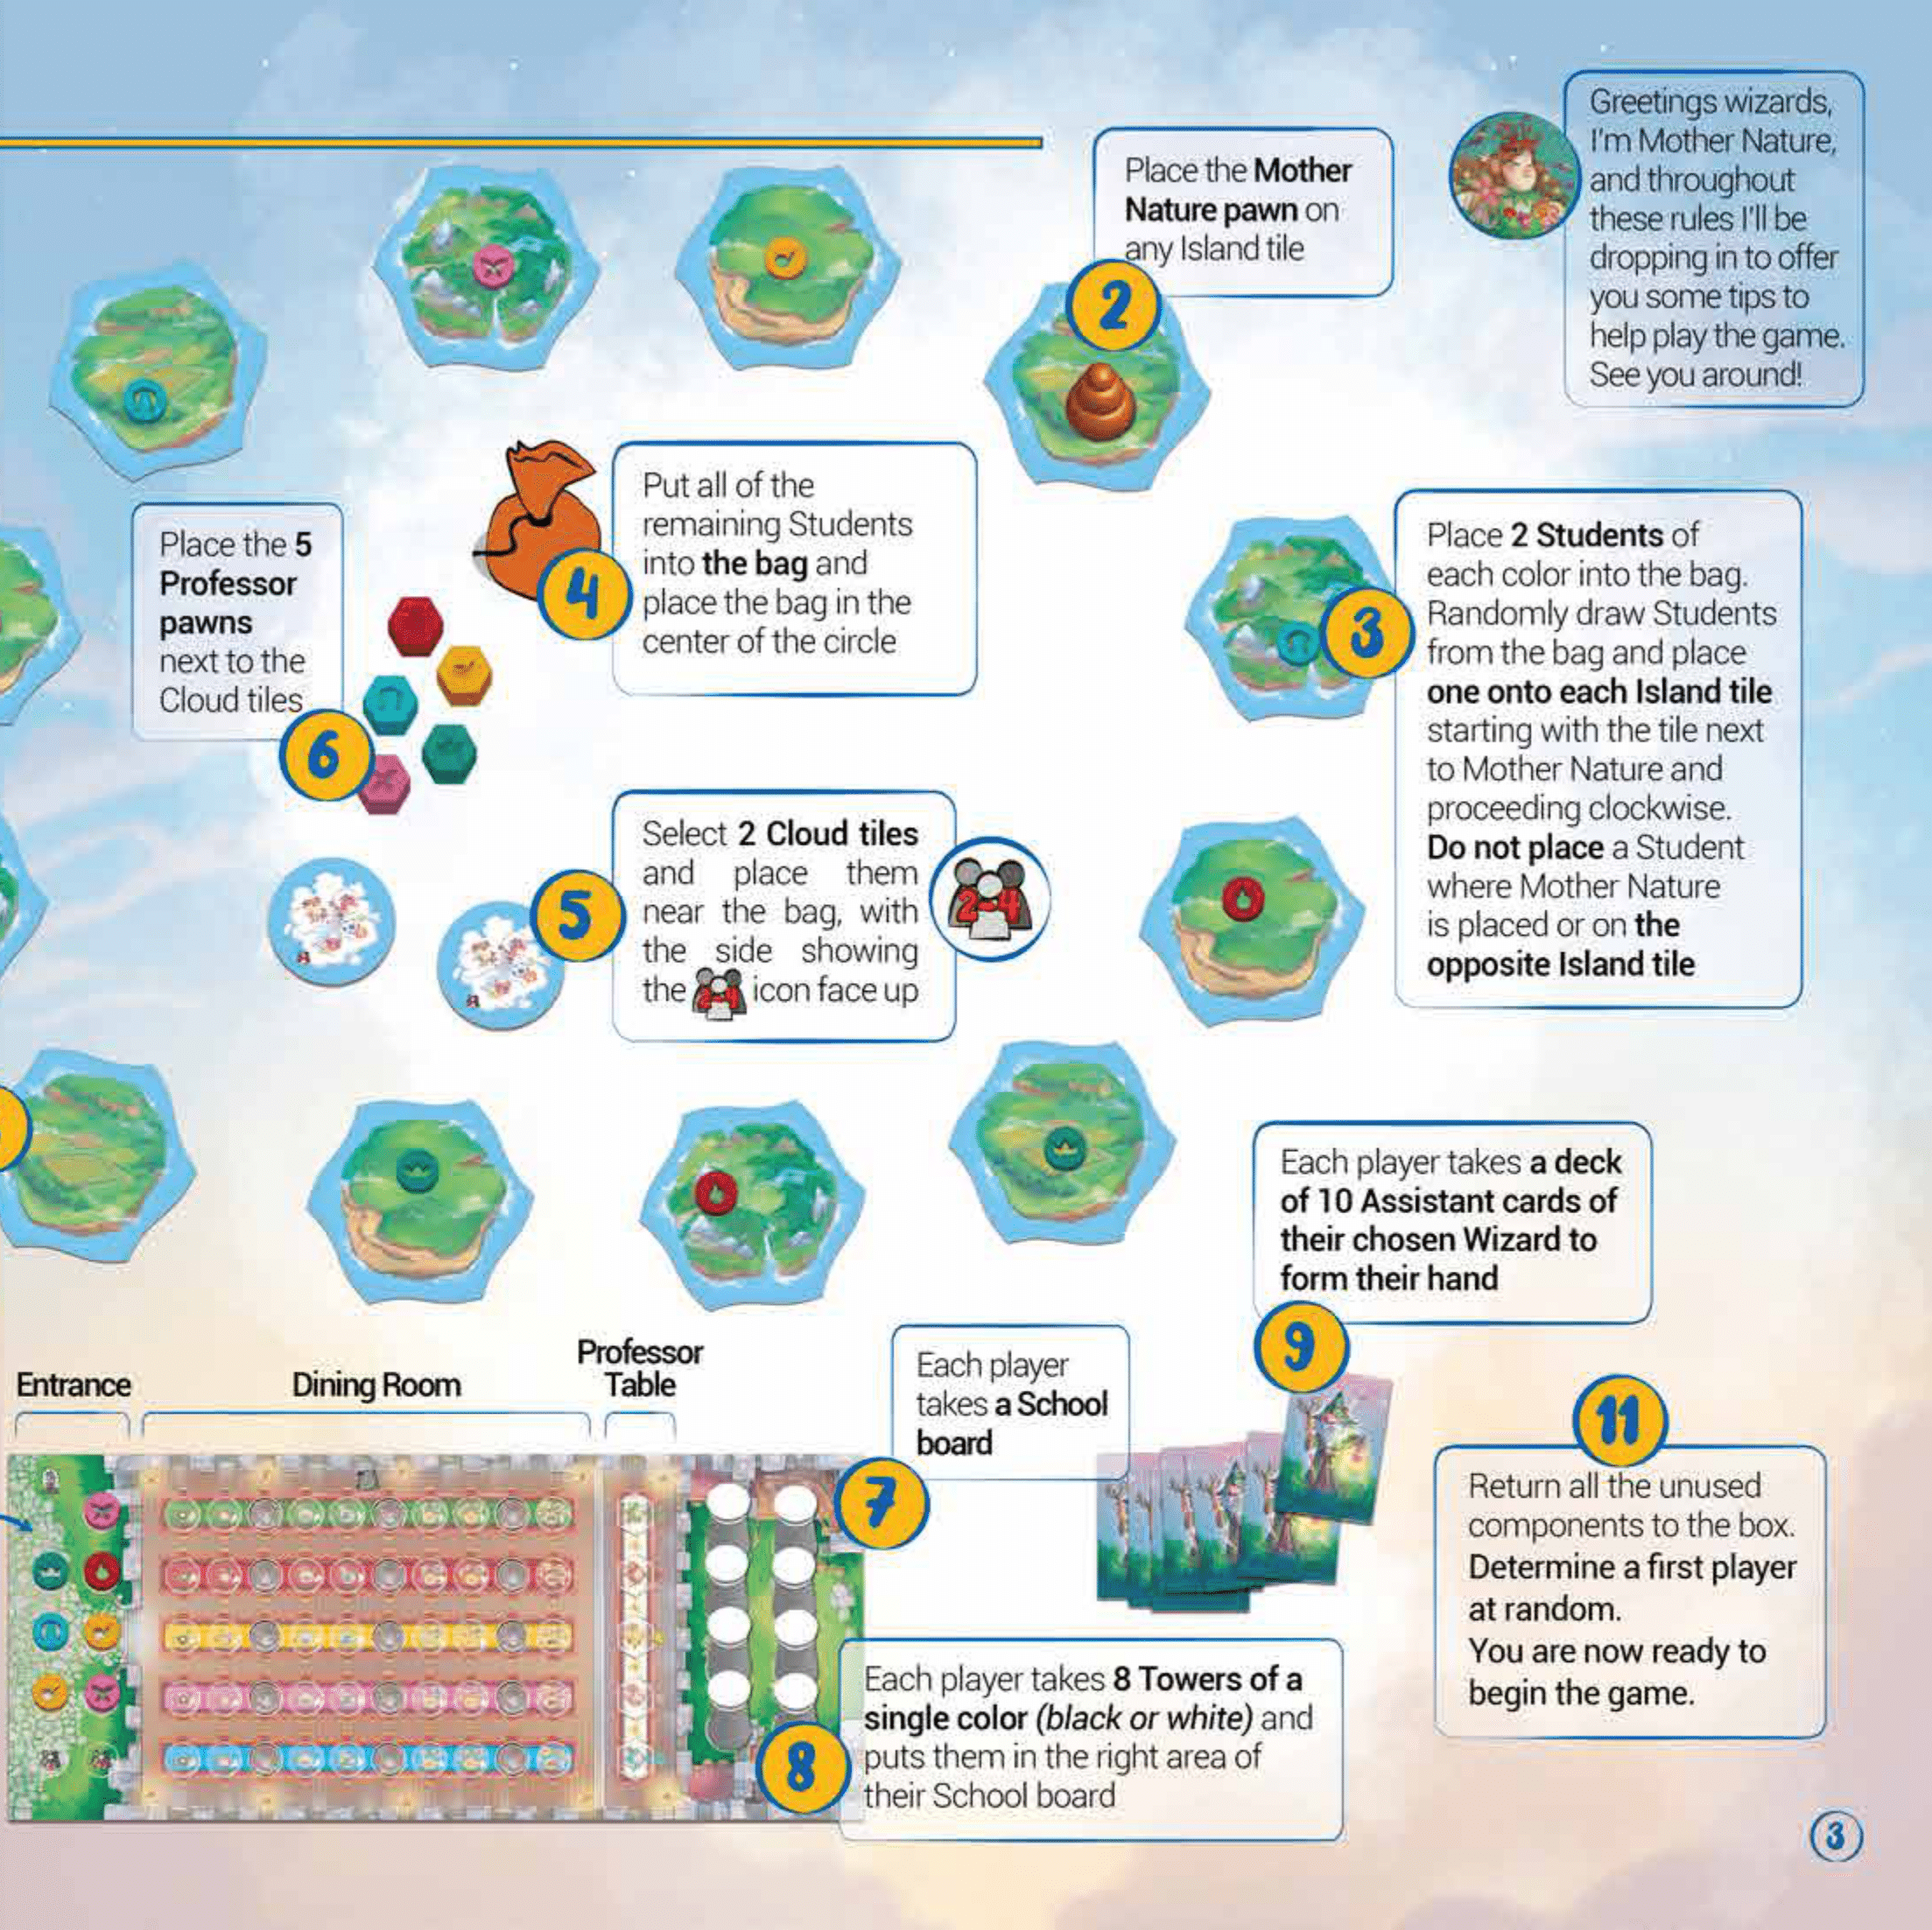 Greetings wizards,
I'm Mother Nature,
and throughout
these rules I'll be
dropping in to offer
you some tips to
help play the game.
See you around!
Place the Mother
Nature pawn on
any Island tile
2
Place 2 Students of
each color into the bag.
Randomly draw Students
from the bag and place
one onto each Island tile
starting with the tile next
to Mother Nature and
proceeding clockwise.
Do not place a Student
where Mother Nature
is placed or on the
opposite Island tile
3
Put all of the
remaining Students
into the bag and
place the bag in the
center of the circle
4
Select 2 Cloud tiles
and place them
near the bag, with
the side showing
the 2-4 icon face up
5
2-4
Place the 5
Professor
pawns
next to the
Cloud tiles
6
Entrance
Dining Room
Professor
Table
Each player
takes a School
board
7
Each player takes 8 Towers of a
single color (black or white) and
puts them in the right area of
their School board
8
Each player takes a deck
of 10 Assistant cards of
their chosen Wizard to
form their hand
9
11
Return all the unused
components to the box.
Determine a first player
at random.
You are now ready to
begin the game.
3